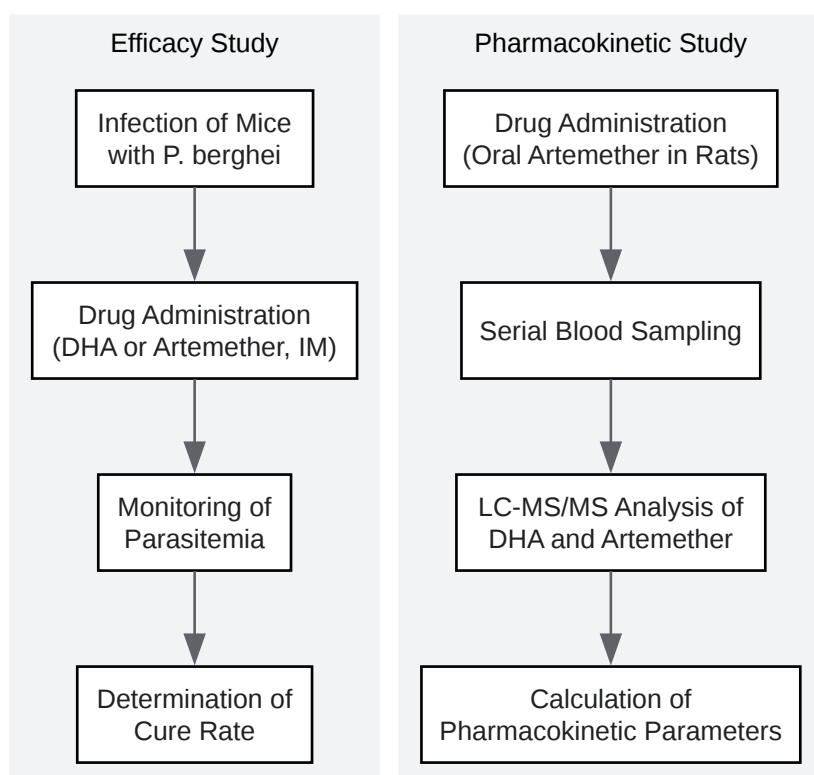 Efficacy Study
Infection of Mice
with P. berghei
Drug Administration
(DHA or Artemether, IM)
Monitoring of
Parasitemia
Determination of
Cure Rate
Pharmacokinetic Study
Drug Administration
(Oral Artemether in Rats)
Serial Blood Sampling
LC-MS/MS Analysis of
DHA and Artemether
Calculation of
Pharmacokinetic Parameters